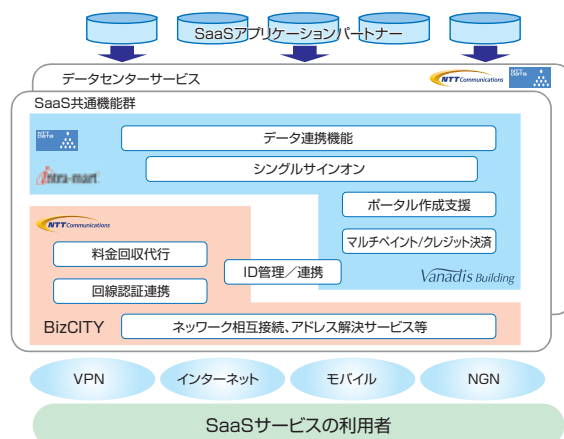 SaaSアプリケーションパートナー
データセンターサービス
NTT Communications
NTT DATA
SaaS共通機能群
NTT DATA
データ連携機能
intra-mart
シングルサインオン
ポータル作成支援
NTT Communications
マルチペイント/クレジット決済
料金回収代行
ID管理／連携
Vanadis Building
回線認証連携
BizCITY
ネットワーク相互接続、アドレス解決サービス等
VPN
インターネット
モバイル
NGN
SaaSサービスの利用者